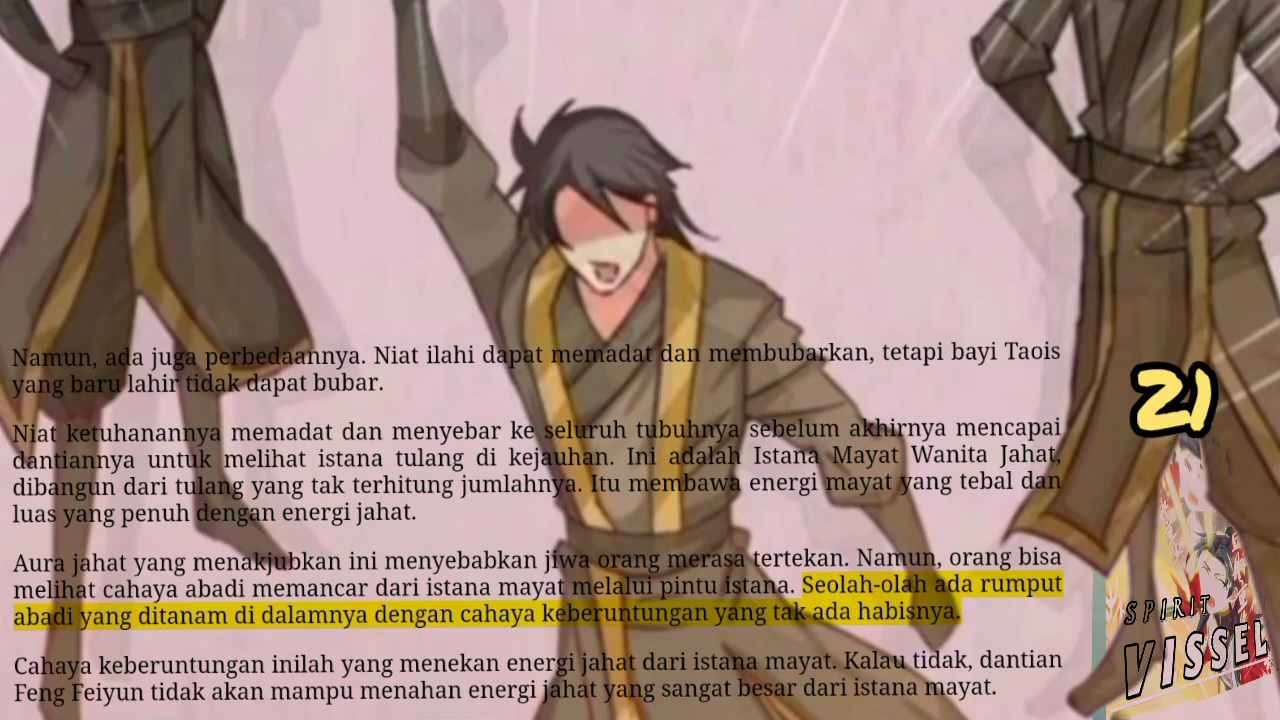 Namun, ada juga perbedaannya. Niat ilahi dapat memadat dan membubarkan, tetapi bayi Taois
yang baru lahir tidak dapat bubar.
Niat ketuhanannya memadat dan menyebar ke seluruh tubuhnya sebelum akhirnya mencapai
dantiannya untuk melihat istana tulang di kejauhan. Ini adalah Istana Mayat Wanita Jahat,
dibangun dari tulang yang tak terhitung jumlahnya. Itu membawa energi mayat yang tebal dan
luas yang penuh dengan energi jahat.
Aura jahat yang menakjubkan ini menyebabkan jiwa orang merasa tertekan. Namun, orang bisa
melihat cahaya abadi memancar dari istana mayat melalui pintu istana. Seolah-olah ada rumput
abadi yang ditanam di dalamnya dengan cahaya keberuntungan yang tak ada habisnya.
Cahaya keberuntungan inilah yang menekan energi jahat dari istana mayat. Kalau tidak, dantian
Feng Feiyun tidak akan mampu menahan energi jahat yang sangat besar dari istana mayat.
21
SPIRIT
VISSEL